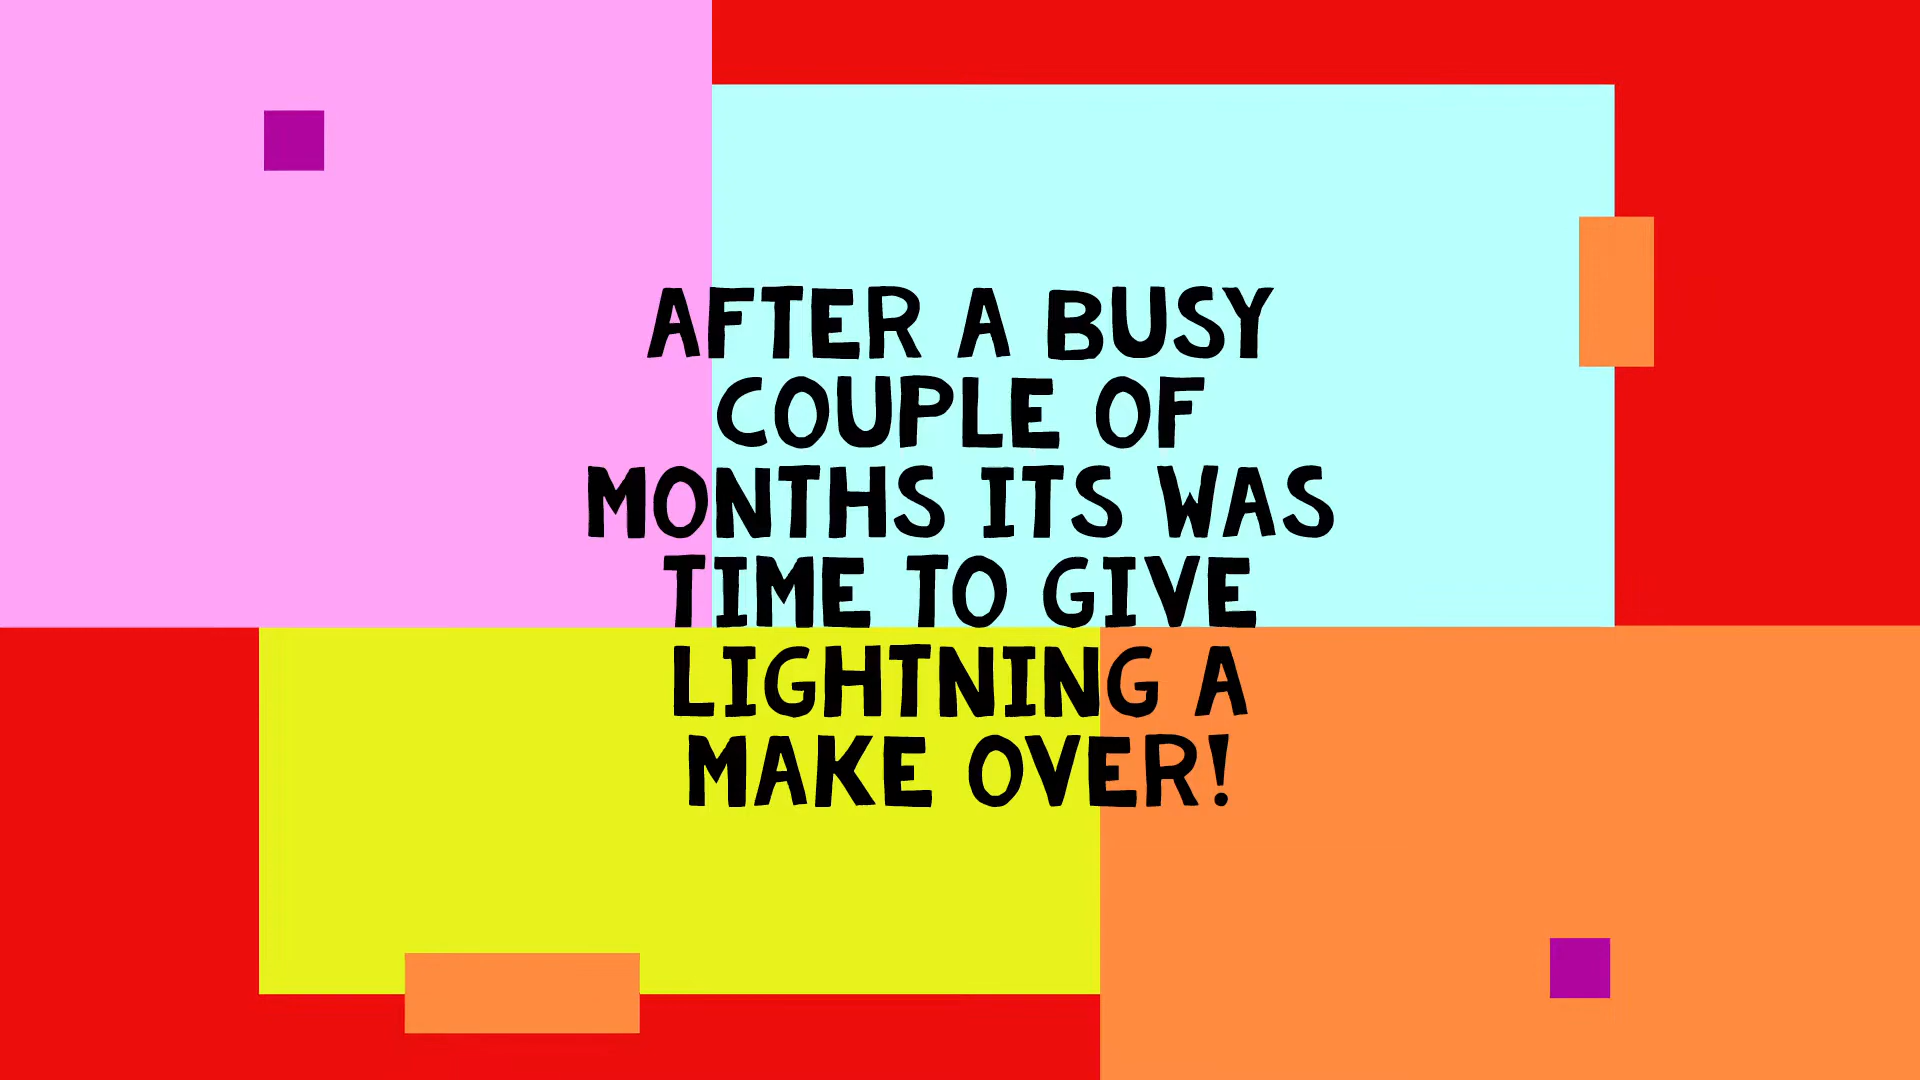 AFTER A BUSY
COUPLE OF
MONTHS ITS WAS
TIME TO GIVE
LIGHTNING A
MAKE OVER!